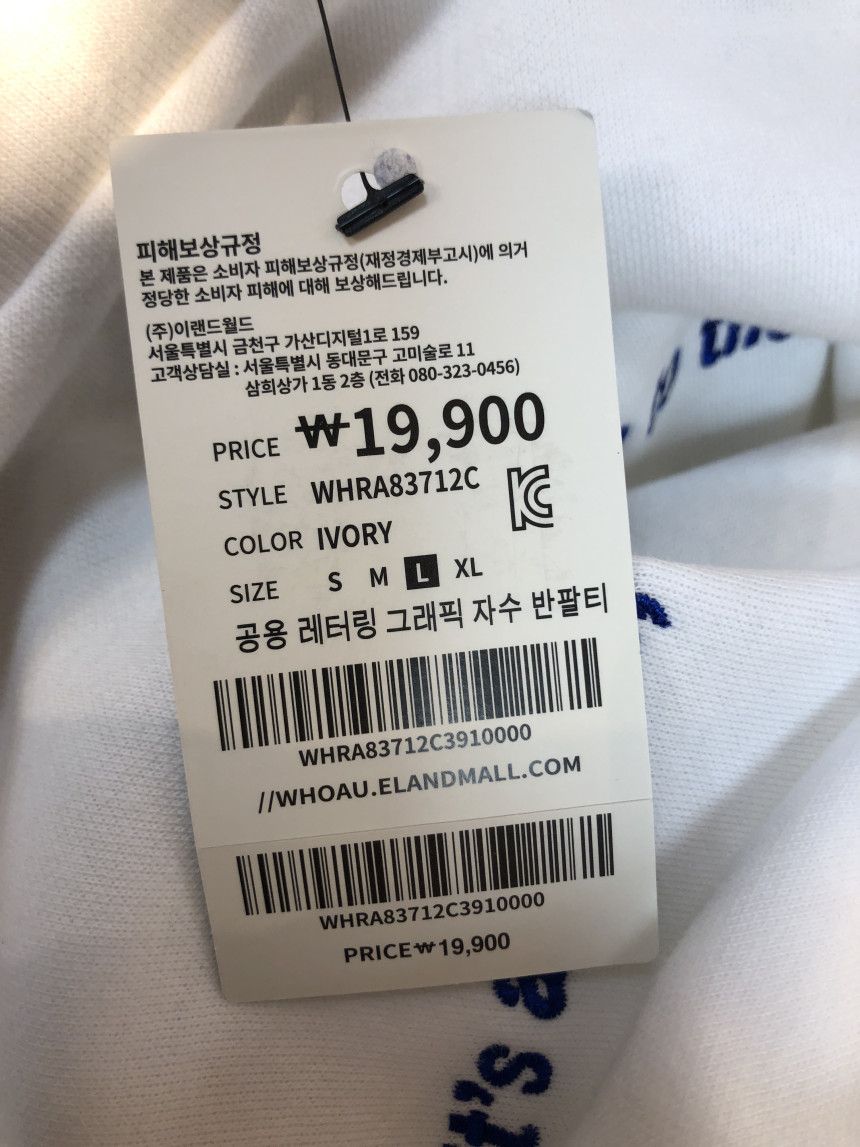 피해보상규정
본 제품은 소비자 피해보상규정(재정경제부고시)에 의거
정당한 소비자 피해에 대해 보상해드립니다.
(주)이랜드월드
서울특별시 금천구 가산디지털1로 159
고객상담실 : 서울특별시 동대문구 고미술로 11
삼희상가 1동 2층 (전화 080-323-0456)
PRICE ₩19,900
STYLE WHRA83712C
COLOR IVORY
SIZE S M L XL
공용 레터링 그래픽 자수 반팔티
WHRA83712C3910000
//WHOAU.ELANDMALL.COM
WHRA83712C3910000
PRICE₩19,900